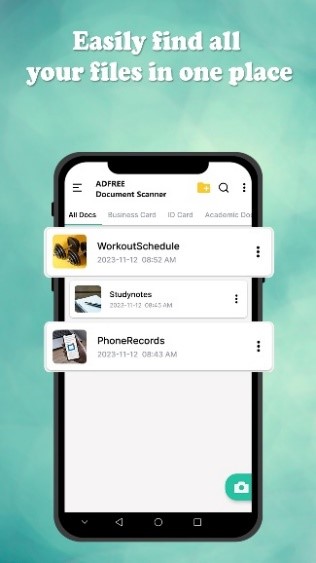 Easily find all
your files in one place
ADFREE
Document Scanner
All Docs Business Card ID Card Academic Doc
WorkoutSchedule
2023-11-12 08:52 AM
Studynotes
2023-11-12 08:43 AM
PhoneRecords
2023-11-12 08:43 AM